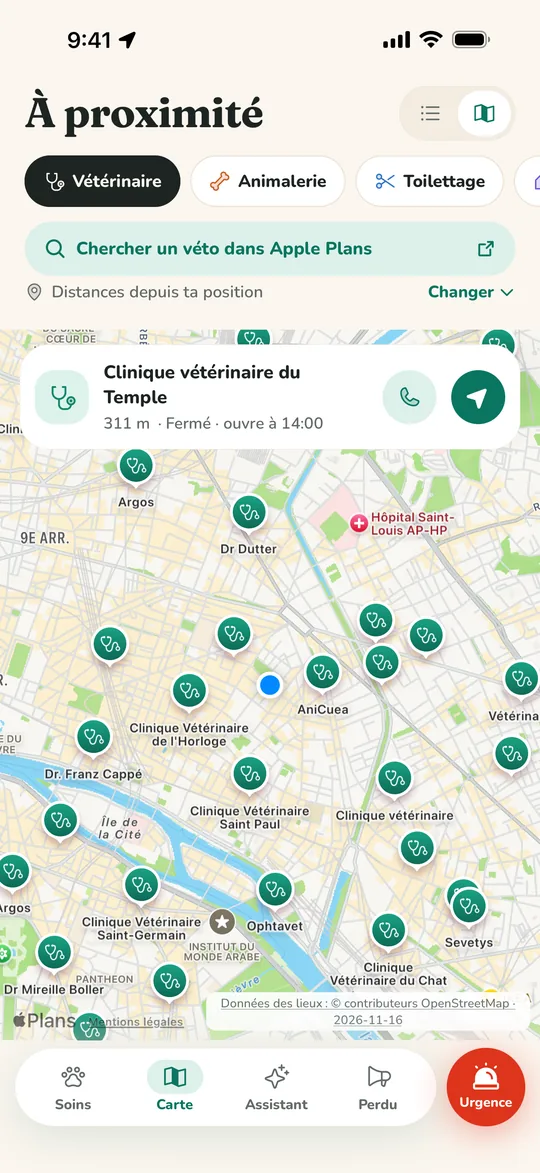 9:41
À proximité
Vétérinaire
Animalerie
Toilettage
Chercher un véto dans Apple Plans
Distances depuis ta position
Changer
CŒUR DE
Clinique vétérinaire du
Temple
311 m · Fermé · ouvre à 14:00
Argos
Dr Dutter
Hôpital Saint-
Louis AP-HP
9E ARR.
AniCuea
Clinique Vétérinaire
de l'Horloge
Dr. Franz Cappé
Île de
la Cité
Clinique Vétérinaire
Saint Paul
Clinique vétérinaire
Clinique Vétérinaire
Saint-Germain
Ophtavet
INSTITUT DU
MONDE ARABE
Sevetys
Clinique
Vétérinaire du Chat
PANTHEON
Dr Mireille Boller
Plans
Mentions légales
Données des lieux : © contributeurs OpenStreetMap ·
2026-11-16
Soins
Carte
Assistant
Perdu
Urgence